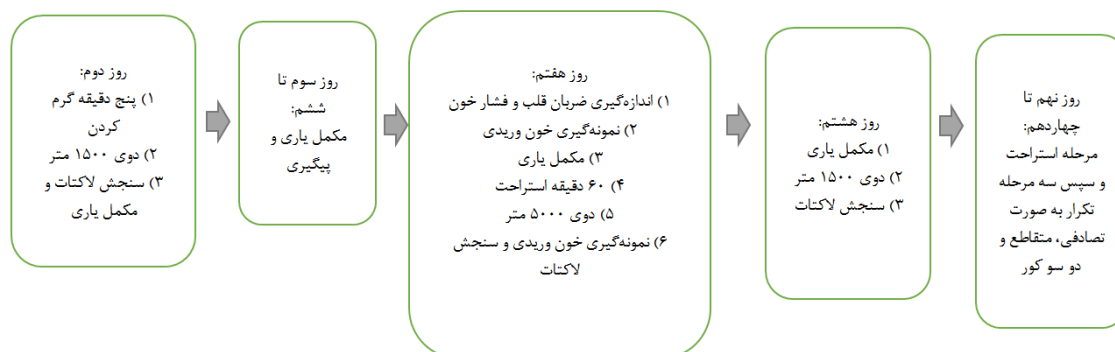 روز دوم:
۱) پنج دقیقه گرم
کردن
۲) دوی ۱۵۰۰ متر
۳) سنجش لاکتات و
مکمل یاری
روز سوم تا
ششم:
مکمل یاری و
پیگیری
روز هفتم:
۱) اندازه‌گیری ضربان قلب و فشار خون
۲) نمونه‌گیری خون وریدی
۳) مکمل یاری
۴) ۶۰ دقیقه استراحت
۵) دوی ۵۰۰۰ متر
۶) نمونه‌گیری خون وریدی و سنجش
لاکتات
روز هشتم:
۱) مکمل یاری
۲) دوی ۱۵۰۰ متر
۳) سنجش لاکتات
روز نهم تا
چهاردهم:
مرحله استراحت
و سپس سه مرحله
تکرار به صورت
تصادفی، متقاطع و
دو سو کور